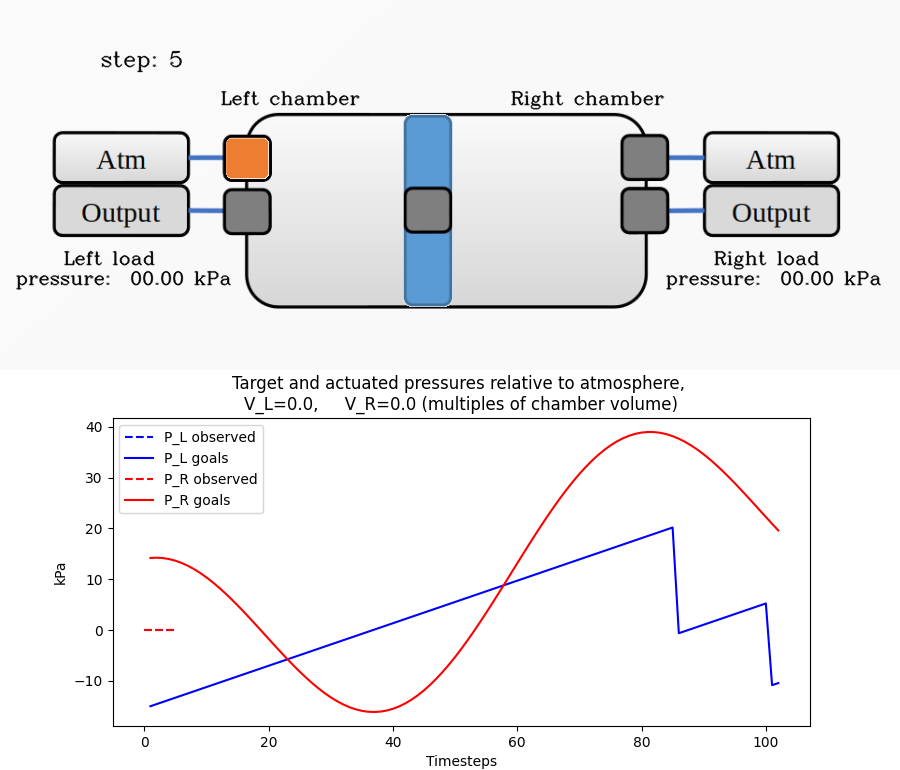 step: 5
Left chamber
Right chamber
Atm
Output
Atm
Output
Left load
pressure: 00.00 kPa
Right load
pressure: 00.00 kPa
Target and actuated pressures relative to atmosphere,
V_L=0.0, V_R=0.0 (multiples of chamber volume)
P_L observed
P_L goals
P_R observed
P_R goals
kPa
40
30
20
10
0
−10
0 20 40 60 80 100
Timesteps